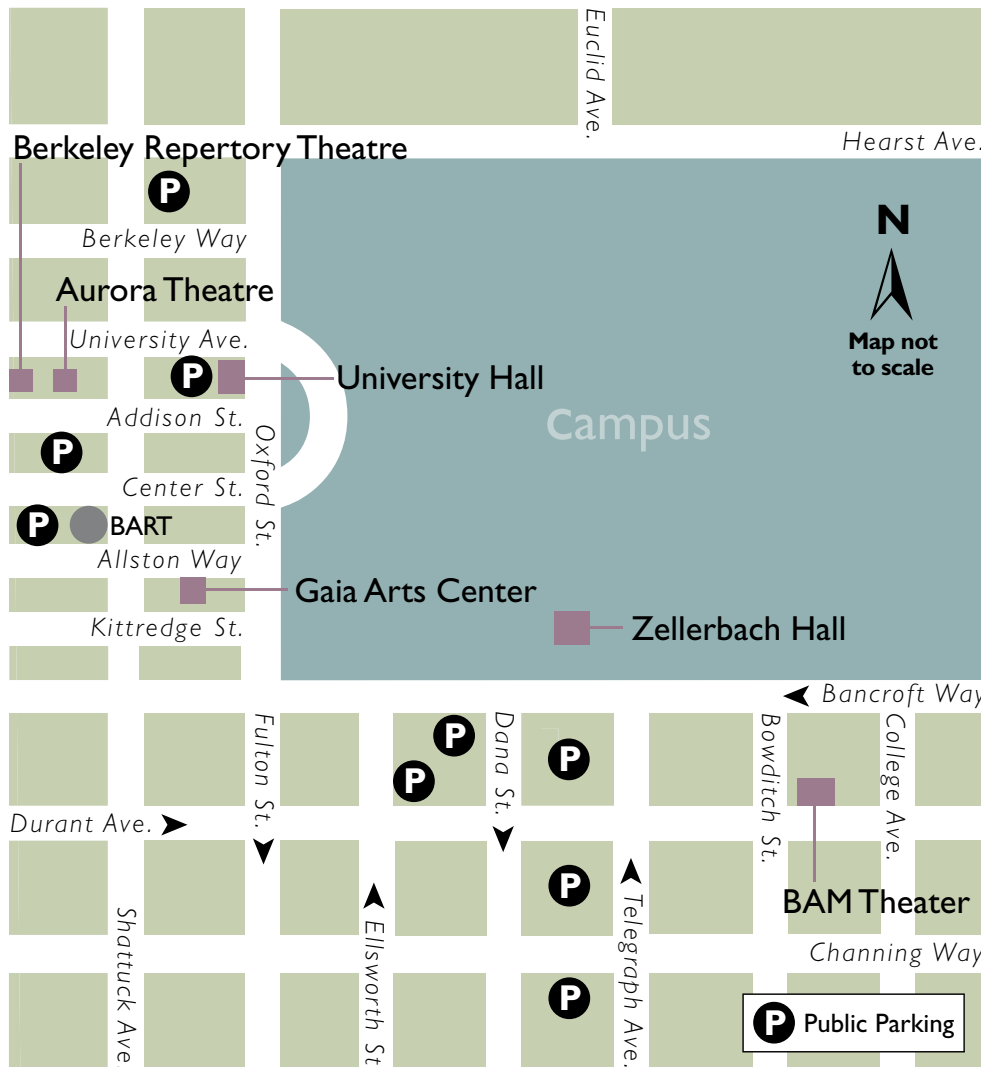 Euclid Ave.
Hearst Ave.
Berkeley Repertory Theatre
P
N
Berkeley Way
Aurora Theatre
University Ave.
Map not
to scale
P
University Hall
Addison St.
Campus
Oxford St.
P
Center St.
P
BART
Allston Way
Gaia Arts Center
Kittredge St.
Zellerbach Hall
Bancroft Way
Fulton St.
Dana St.
Bowditch St.
College Ave.
P
P
P
Durant Ave.
P
Ellsworth St
Telegraph Ave.
BAM Theater
Shattuck Ave.
Channing Way
P
P Public Parking